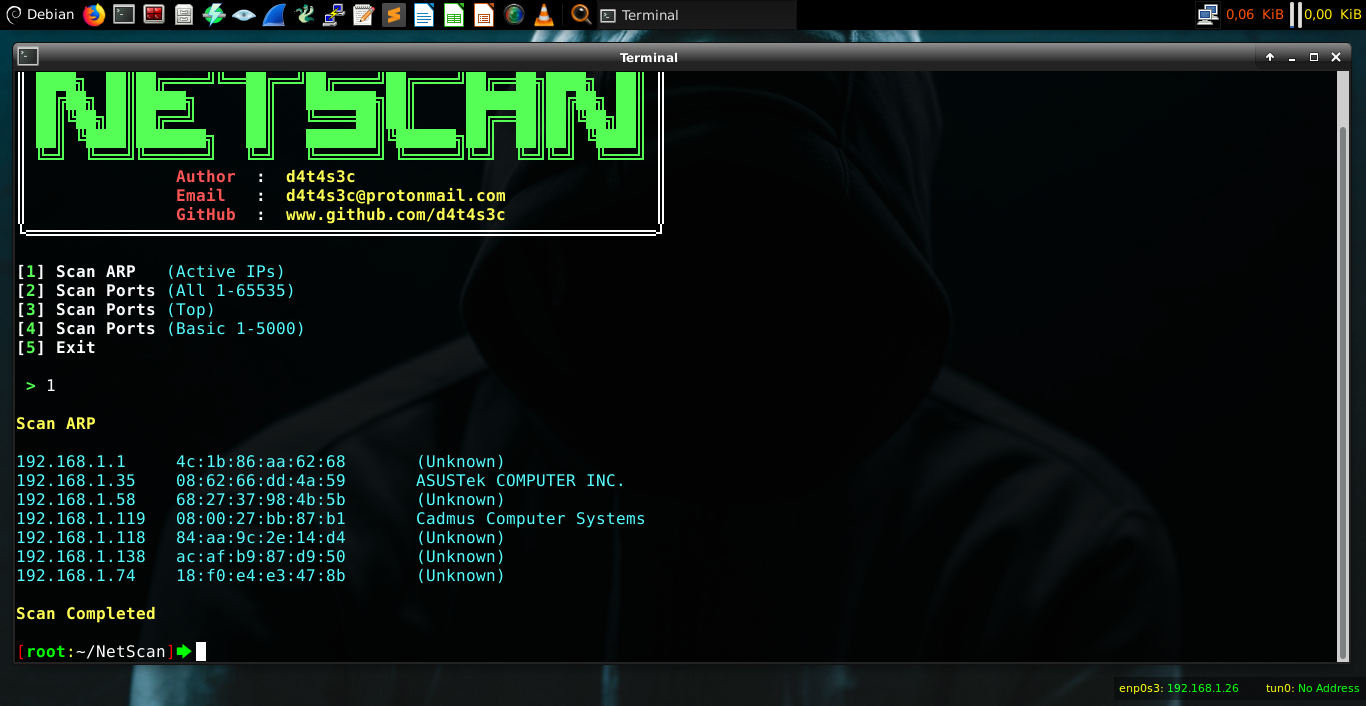 Debian
Terminal
0,06 KiB
0,00 KiB
Terminal
NETSCAN
Author : d4t4s3c
Email : d4t4s3c@protonmail.com
GitHub : www.github.com/d4t4s3c
[1] Scan ARP (Active IPs)
[2] Scan Ports (All 1-65535)
[3] Scan Ports (Top)
[4] Scan Ports (Basic 1-5000)
[5] Exit
> 1
Scan ARP
192.168.1.1 4c:1b:86:aa:62:68 (Unknown)
192.168.1.35 08:62:66:dd:4a:59 ASUSTek COMPUTER INC.
192.168.1.58 68:27:37:98:4b:5b (Unknown)
192.168.1.119 08:00:27:bb:87:b1 Cadmus Computer Systems
192.168.1.118 84:aa:9c:2e:14:d4 (Unknown)
192.168.1.138 ac:af:b9:87:d9:50 (Unknown)
192.168.1.74 18:f0:e4:e3:47:8b (Unknown)
Scan Completed
[root:~/NetScan]
enp0s3: 192.168.1.26
tun0: No Address